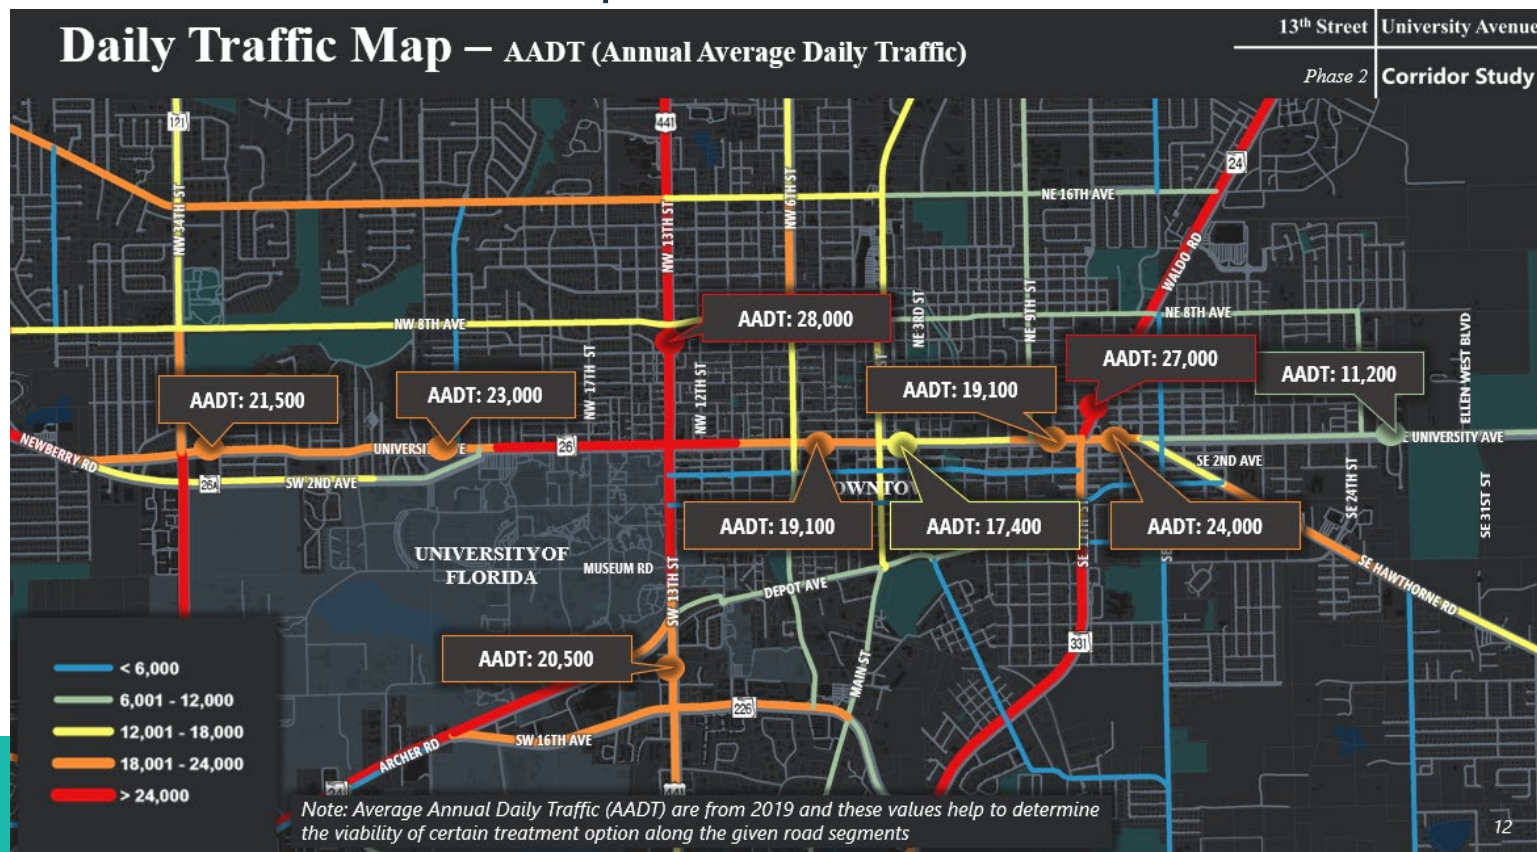 Daily Traffic Map – AADT (Annual Average Daily Traffic)
13th Street
University Avenue
Phase 2
Corridor Study
121
441
24
NW 34TH ST
NW 13TH ST
NW 6TH ST
NE 16TH AVE
WALDO RD
NW 8TH AVE
NE 8TH AVE
NE 3RD ST
NE 9TH ST
AADT: 28,000
AADT: 27,000
AADT: 11,200
AADT: 21,500
AADT: 23,000
AADT: 19,100
NW 17TH ST
NW 12TH ST
ELLEN WEST BLVD
NEWBERRY RD
26
E UNIVERSITY AVE
26A
SW 2ND AVE
SE 2ND AVE
SE 24TH ST
SE 31ST ST
AADT: 19,100
AADT: 17,400
AADT: 24,000
UNIVERSITY OF
FLORIDA
MUSEUM RD
SW 13TH ST
DEPOT AVE
SE HAWTHORNE RD
331
AADT: 20,500
MAIN ST
226
SW 16TH AVE
ARCHER RD
< 6,000
6,001 - 12,000
12,001 - 18,000
18,001 - 24,000
> 24,000
Note: Average Annual Daily Traffic (AADT) are from 2019 and these values help to determine
the viability of certain treatment option along the given road segments
12